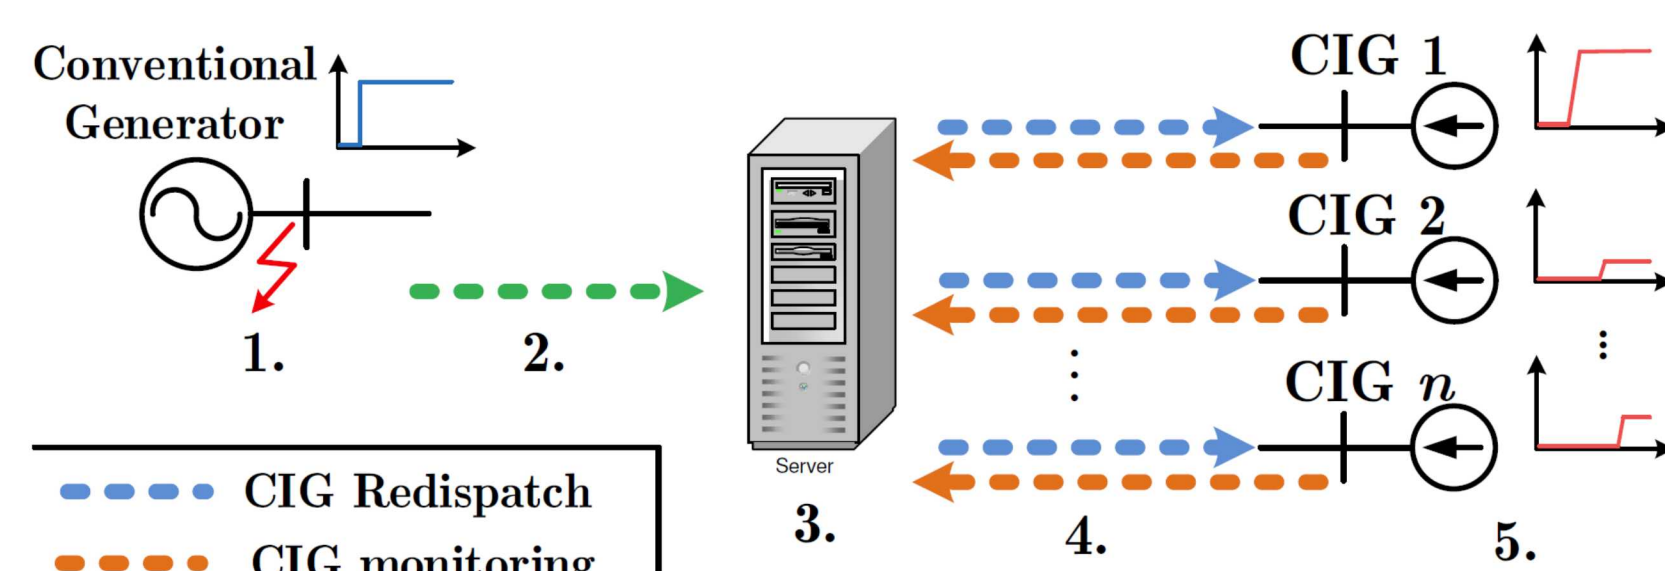 Conventional
Generator
1.
2.
Server
3.
CIG 1
CIG 2
CIG n
4.
5.
CIG Redispatch
CIG monitoring